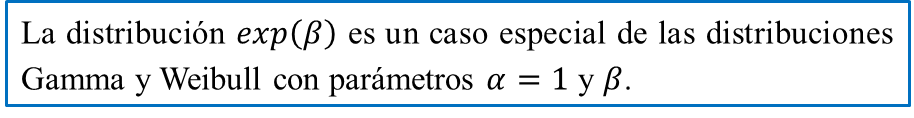 La distribución 𝑒𝑥𝑝(𝛽) es un caso especial de las distribuciones
Gamma y Weibull con parámetros 𝛼 = 1 y 𝛽.